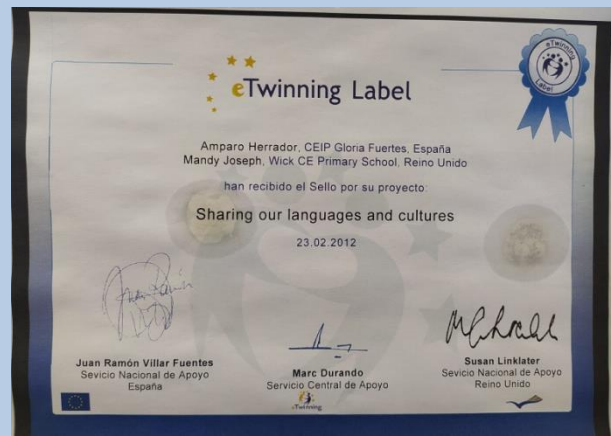 eTwinning Label
eTwinning
Label
Amparo Herrador, CEIP Gloria Fuertes, España
Mandy Joseph, Wick CE Primary School, Reino Unido
han recibido el Sello por su proyecto:
Sharing our languages and cultures
23.02.2012
Juan Ramón Villar Fuentes
Sevicio Nacional de Apoyo
España
Marc Durando
Servicio Central de Apoyo
eTwinning
Susan Linklater
Sevicio Nacional de Apoyo
Reino Unido